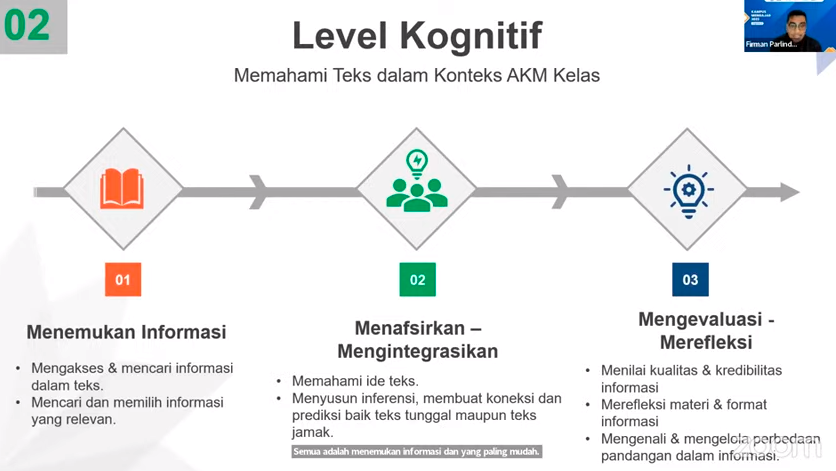 02
Level Kognitif
Memahami Teks dalam Konteks AKM Kelas
Firman Parlind...
01
Menemukan Informasi
• Mengakses & mencari informasi
dalam teks.
• Mencari dan memilih informasi
yang relevan.
02
Menafsirkan –
Mengintegrasikan
• Memahami ide teks.
• Menyusun inferensi, membuat koneksi dan
prediksi baik teks tunggal maupun teks
jamak.
03
Mengevaluasi -
Merefleksi
• Menilai kualitas & kredibilitas
informasi
• Merefleksi materi & format
informasi
• Mengenali & mengelola perbedaan
pandangan dalam informasi.
Semua adalah menemukan informasi dan yang paling mudah.
zoom